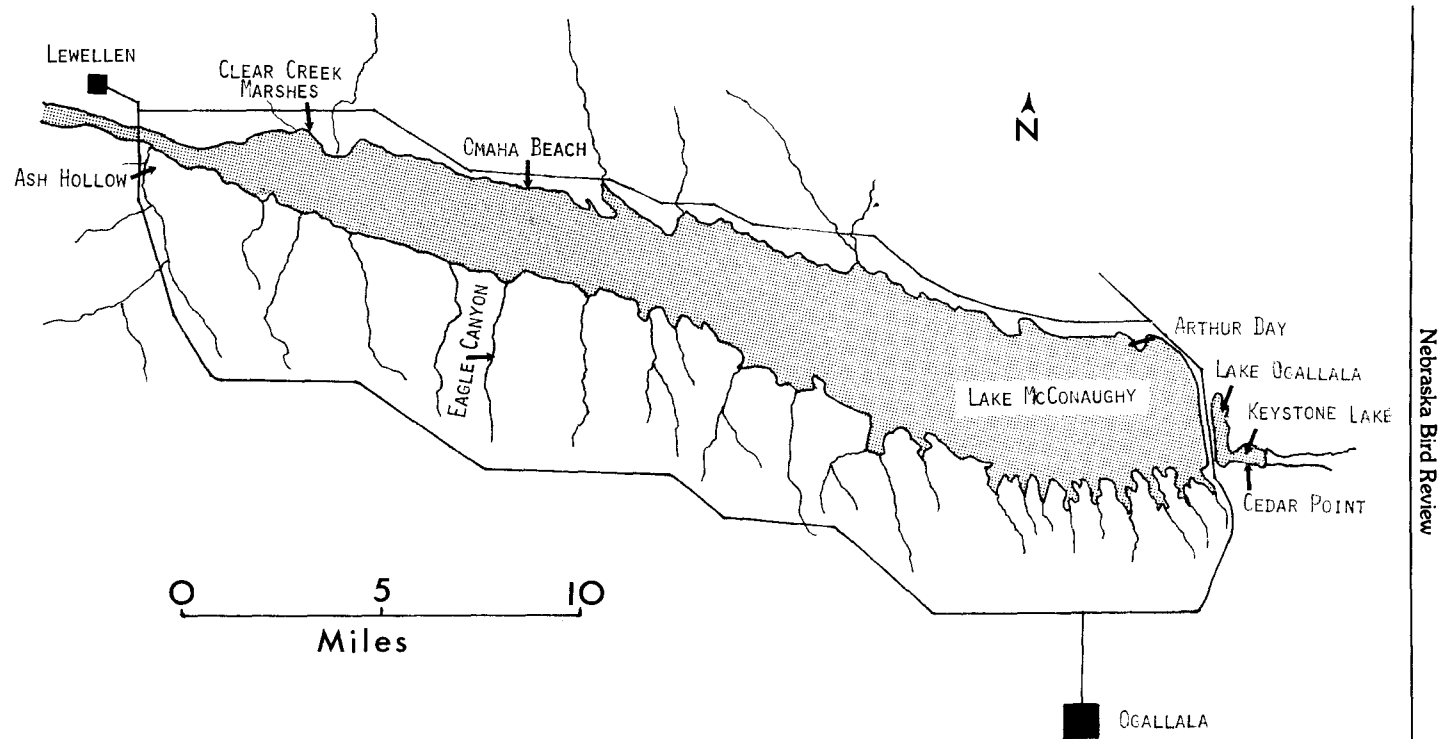 LEWELLEN
CLEAR CREEK
MARSHES
OMAHA BEACH
N
ASH HOLLOW
EAGLE CANYON
ARTHUR DAY
LAKE OGALLALA
LAKE MCCONAUGHY
KEYSTONE LAKE
CEDAR POINT
0 5 10
Miles
OGALLALA
Nebraska Bird Review